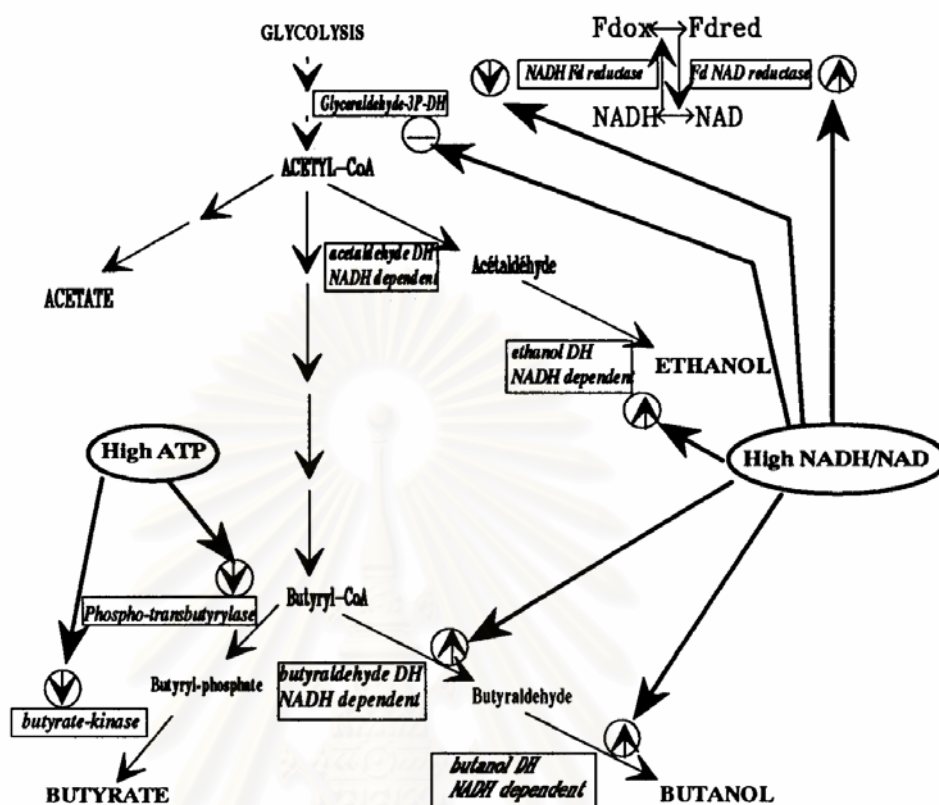 GLYCOLYSIS
Fdox Fdred
NADH Fd reductase
Fd NAD reductase
NADH NAD
Glyceraldehyde-3P-DH
ACETYL-CoA
acetaldehyde DH
NADH dependent
Acétaldéhyde
ACETATE
ethanol DH
NADH dependent
ETHANOL
High ATP
High NADH/NAD
Phospho-transbutyrylase
Butyryl-CoA
Butyryl-phosphate
butyraldehyde DH
NADH dependent
Butyraldehyde
butyrate-kinase
butanol DH
NADH dependent
BUTYRATE
BUTANOL